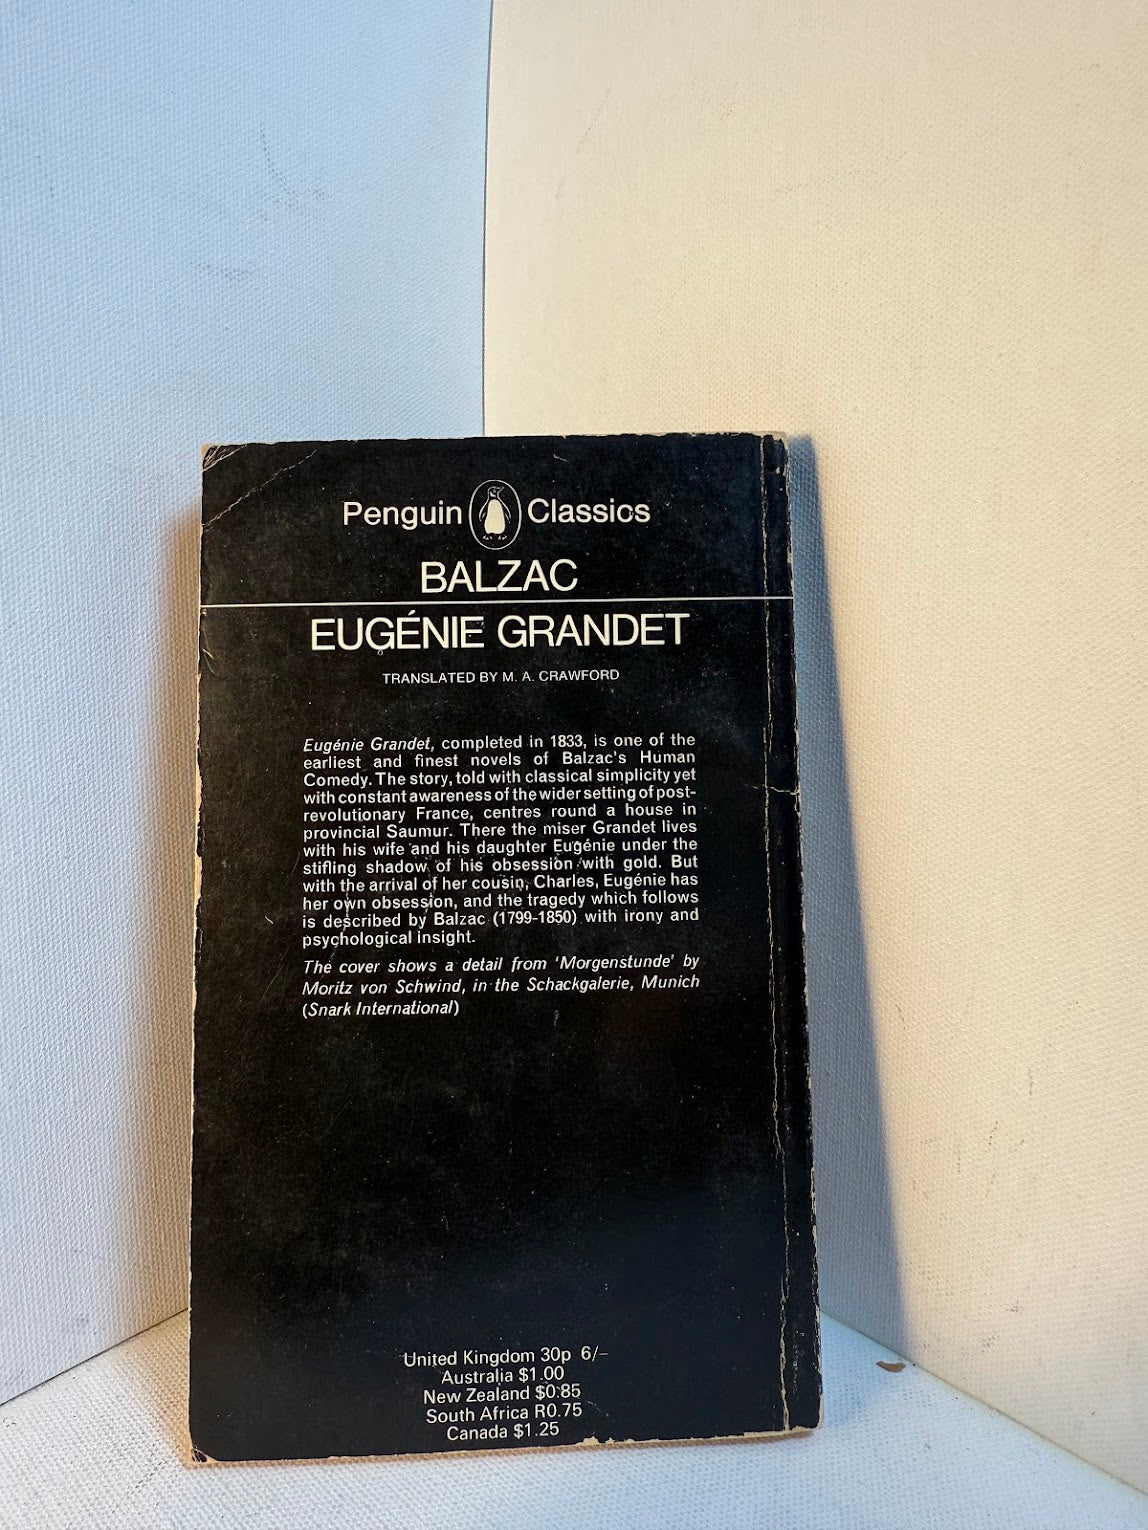 Penguin Classics
BALZAC
EUGÉNIE GRANDET
TRANSLATED BY M. A. CRAWFORD
Eugénie Grandet, completed in 1833, is one of the
earliest and finest novels of Balzac's Human
Comedy. The story, told with classical simplicity yet
with constant awareness of the wider setting of post-
revolutionary France, centres round a house in
provincial Saumur. There the miser Grandet lives
with his wife and his daughter Eugénie under the
stifling shadow of his obsession with gold. But
with the arrival of her cousin, Charles, Eugénie has
her own obsession, and the tragedy which follows
is described by Balzac (1799-1850) with irony and
psychological insight.
The cover shows a detail from 'Morgenstunde' by
Moritz von Schwind, in the Schackgalerie, Munich
(Snark International)
United Kingdom 30p 6/–
Australia $1.00
New Zealand $0.85
South Africa R0.75
Canada $1.25